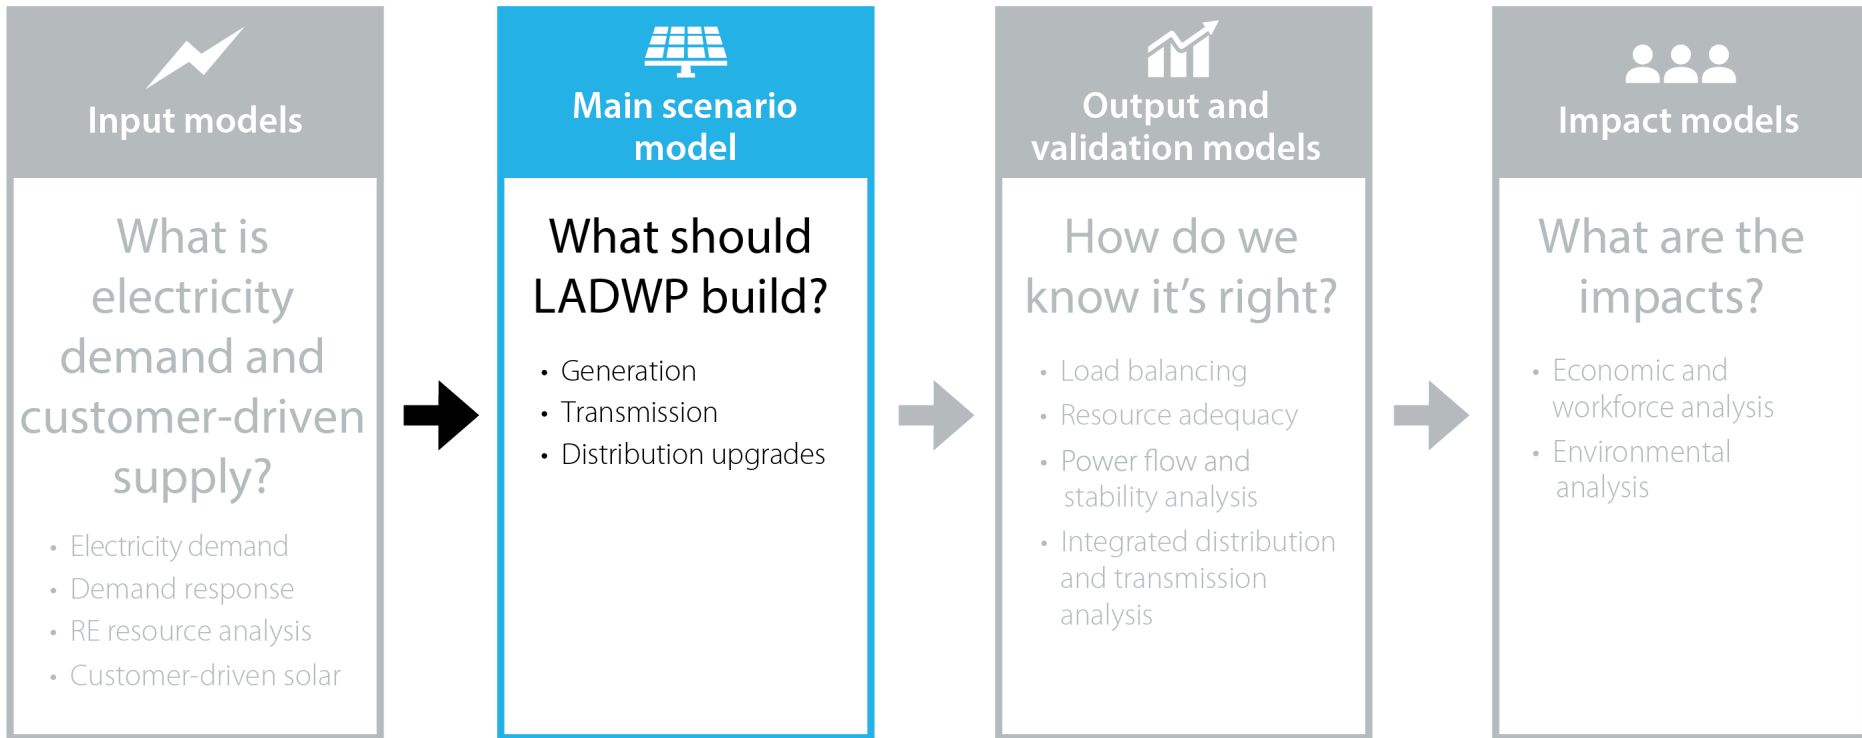 Input models
What is
electricity
demand and
customer-driven
supply?
• Electricity demand
• Demand response
• RE resource analysis
• Customer-driven solar
Main scenario
model
What should
LADWP build?
• Generation
• Transmission
• Distribution upgrades
Output and
validation models
How do we
know it’s right?
• Load balancing
• Resource adequacy
• Power flow and
stability analysis
• Integrated distribution
and transmission
analysis
Impact models
What are the
impacts?
• Economic and
workforce analysis
• Environmental
analysis